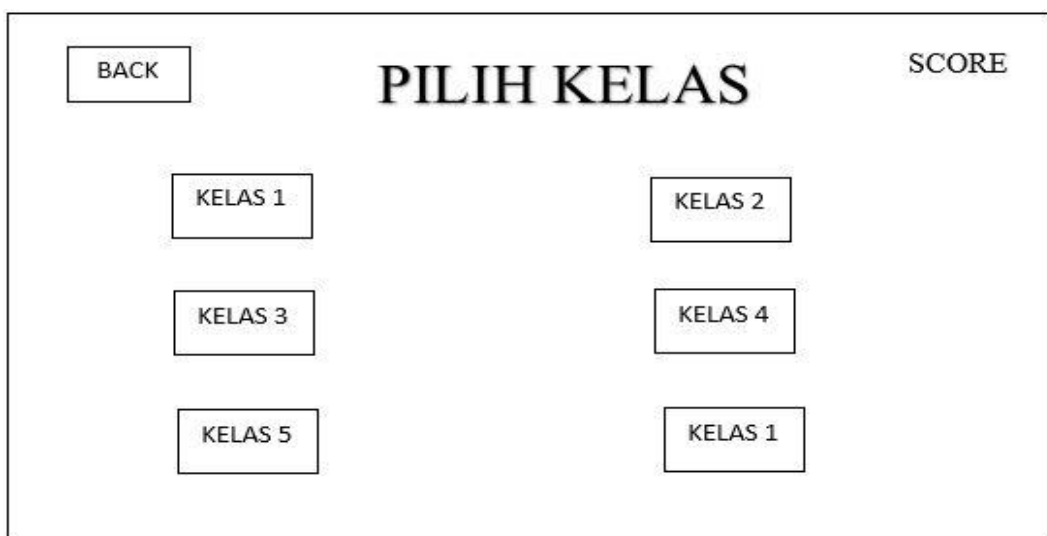 BACK
PILIH KELAS
SCORE
KELAS 1
KELAS 2
KELAS 3
KELAS 4
KELAS 5
KELAS 1